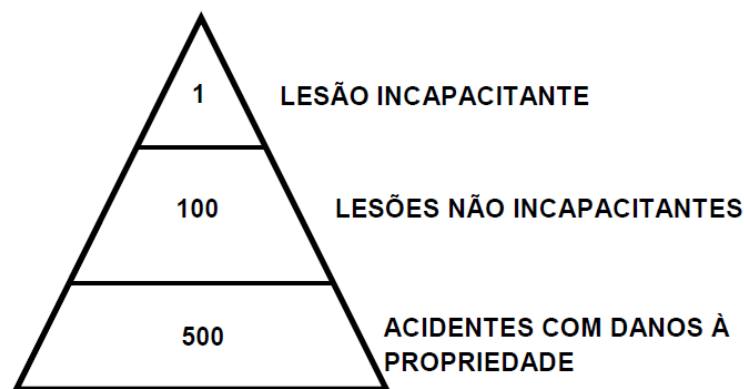 1
LESÃO INCAPACITANTE
100
LESÕES NÃO INCAPACITANTES
500
ACIDENTES COM DANOS À
PROPRIEDADE